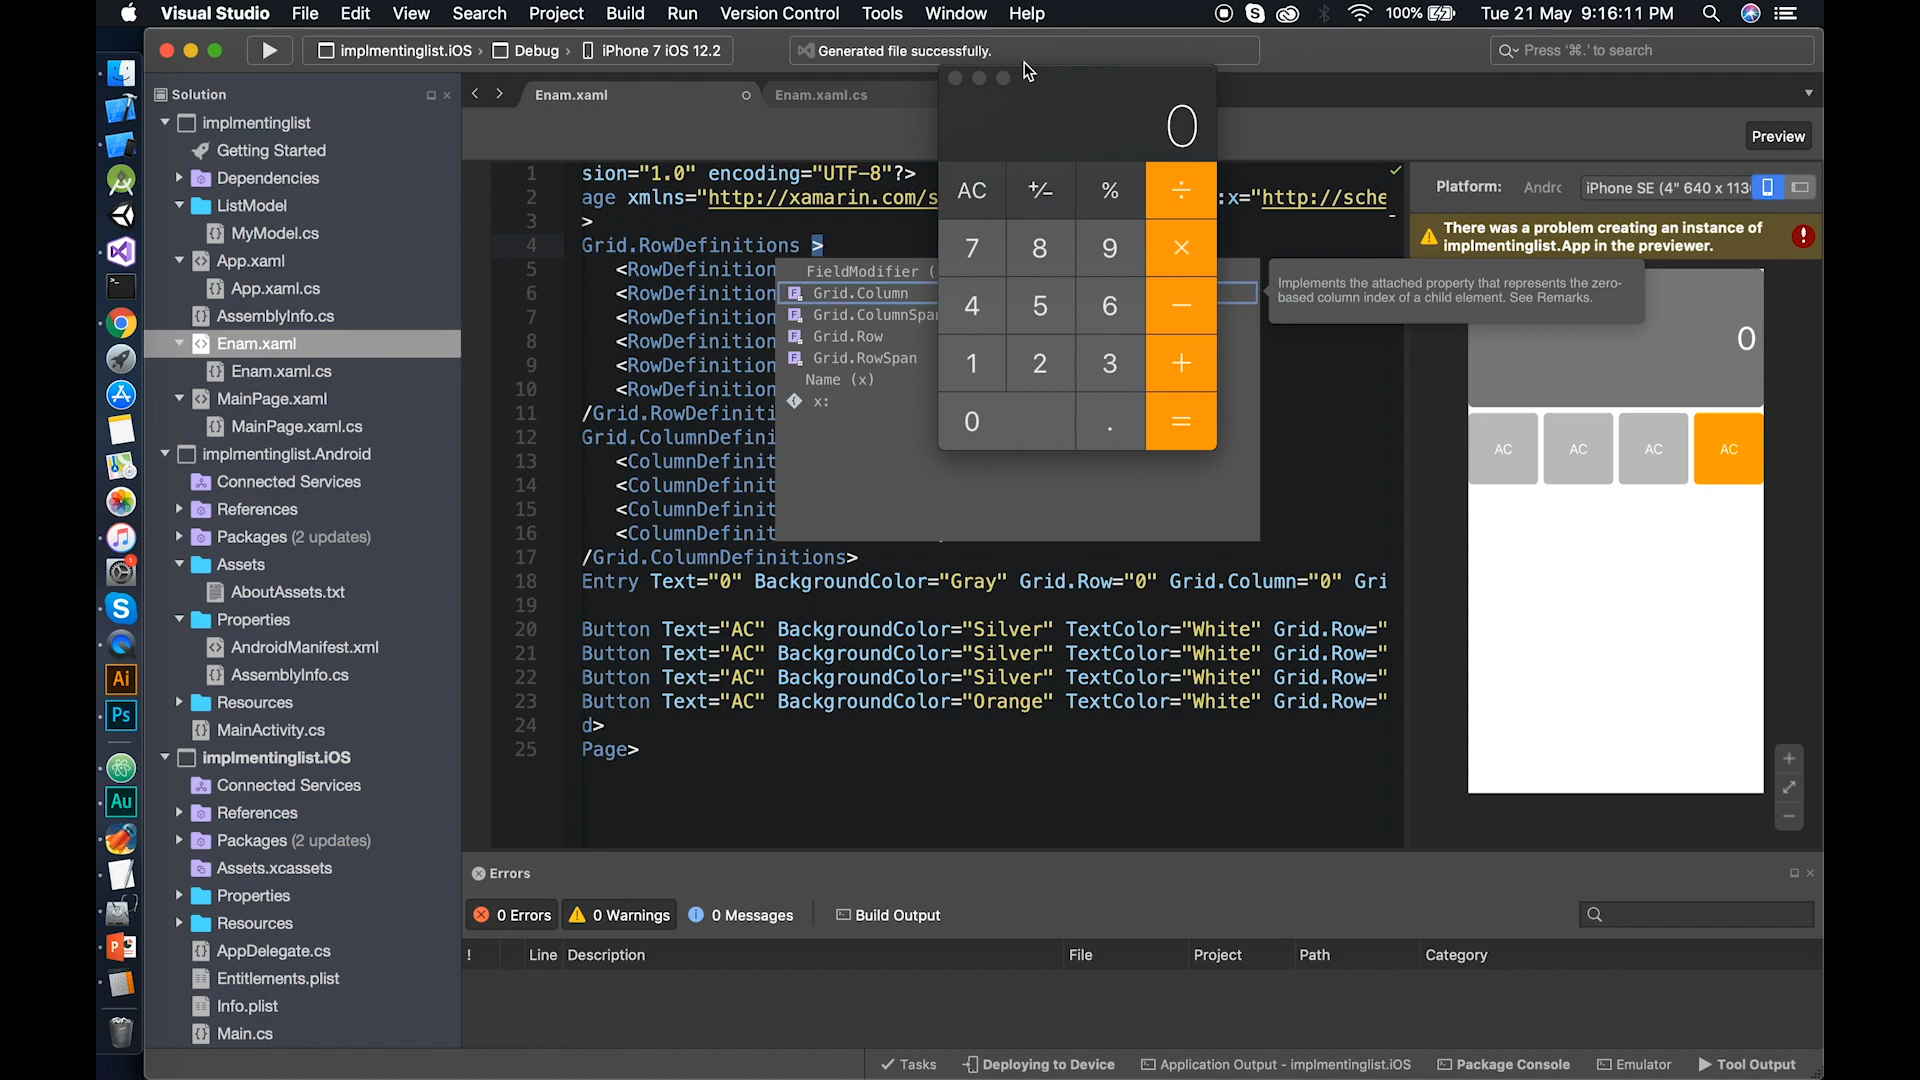 Visual Studio File Edit View Search Project Build Run Version Control Tools Window Help
100% Tue 21 May 9:16:11 PM
implmentinglist.iOS › Debug › iPhone 7 iOS 12.2
Generated file successfully.
Press '⌘.' to search
Solution
implmentinglist
Getting Started
Dependencies
ListModel
MyModel.cs
App.xaml
App.xaml.cs
AssemblyInfo.cs
Enam.xaml
Enam.xaml.cs
MainPage.xaml
MainPage.xaml.cs
implmentinglist.Android
Connected Services
References
Packages (2 updates)
Assets
AboutAssets.txt
Properties
AndroidManifest.xml
AssemblyInfo.cs
Resources
MainActivity.cs
implmentinglist.iOS
Connected Services
References
Packages (2 updates)
Assets.xcassets
Properties
Resources
AppDelegate.cs
Entitlements.plist
Info.plist
Main.cs
Ai
Ps
Au
Enam.xaml Enam.xaml.cs
1 sion="1.0" encoding="UTF-8"?>
2 age xmlns="http://xamarin.com/s :x="http://sche
3 >
4 Grid.RowDefinitions >
5 <RowDefinition
6 <RowDefinition
7 <RowDefinition
8 <RowDefinition
9 <RowDefinition
10 <RowDefinition
11 /Grid.RowDefiniti
12 Grid.ColumnDefini
13 <ColumnDefinit
14 <ColumnDefinit
15 <ColumnDefinit
16 <ColumnDefinit
17 /Grid.ColumnDefinitions>
18 Entry Text="0" BackgroundColor="Gray" Grid.Row="0" Grid.Column="0" Gri
19
20 Button Text="AC" BackgroundColor="Silver" TextColor="White" Grid.Row="
21 Button Text="AC" BackgroundColor="Silver" TextColor="White" Grid.Row="
22 Button Text="AC" BackgroundColor="Silver" TextColor="White" Grid.Row="
23 Button Text="AC" BackgroundColor="Orange" TextColor="White" Grid.Row="
24 d>
25 Page>
FieldModifier (
Grid.Column
Grid.ColumnSpan
Grid.Row
Grid.RowSpan
Name (x)
x:
0
AC +/- % ÷
7 8 9 ×
4 5 6 −
1 2 3 +
0 . =
Implements the attached property that represents the zero-
based column index of a child element. See Remarks.
Preview
Platform: Andrc iPhone SE (4" 640 x 113
There was a problem creating an instance of
implmentinglist.App in the previewer.
0
AC AC AC AC
Errors
0 Errors 0 Warnings 0 Messages Build Output
! Line Description File Project Path Category
Tasks Deploying to Device Application Output - implmentinglist.iOS Package Console Emulator Tool Output